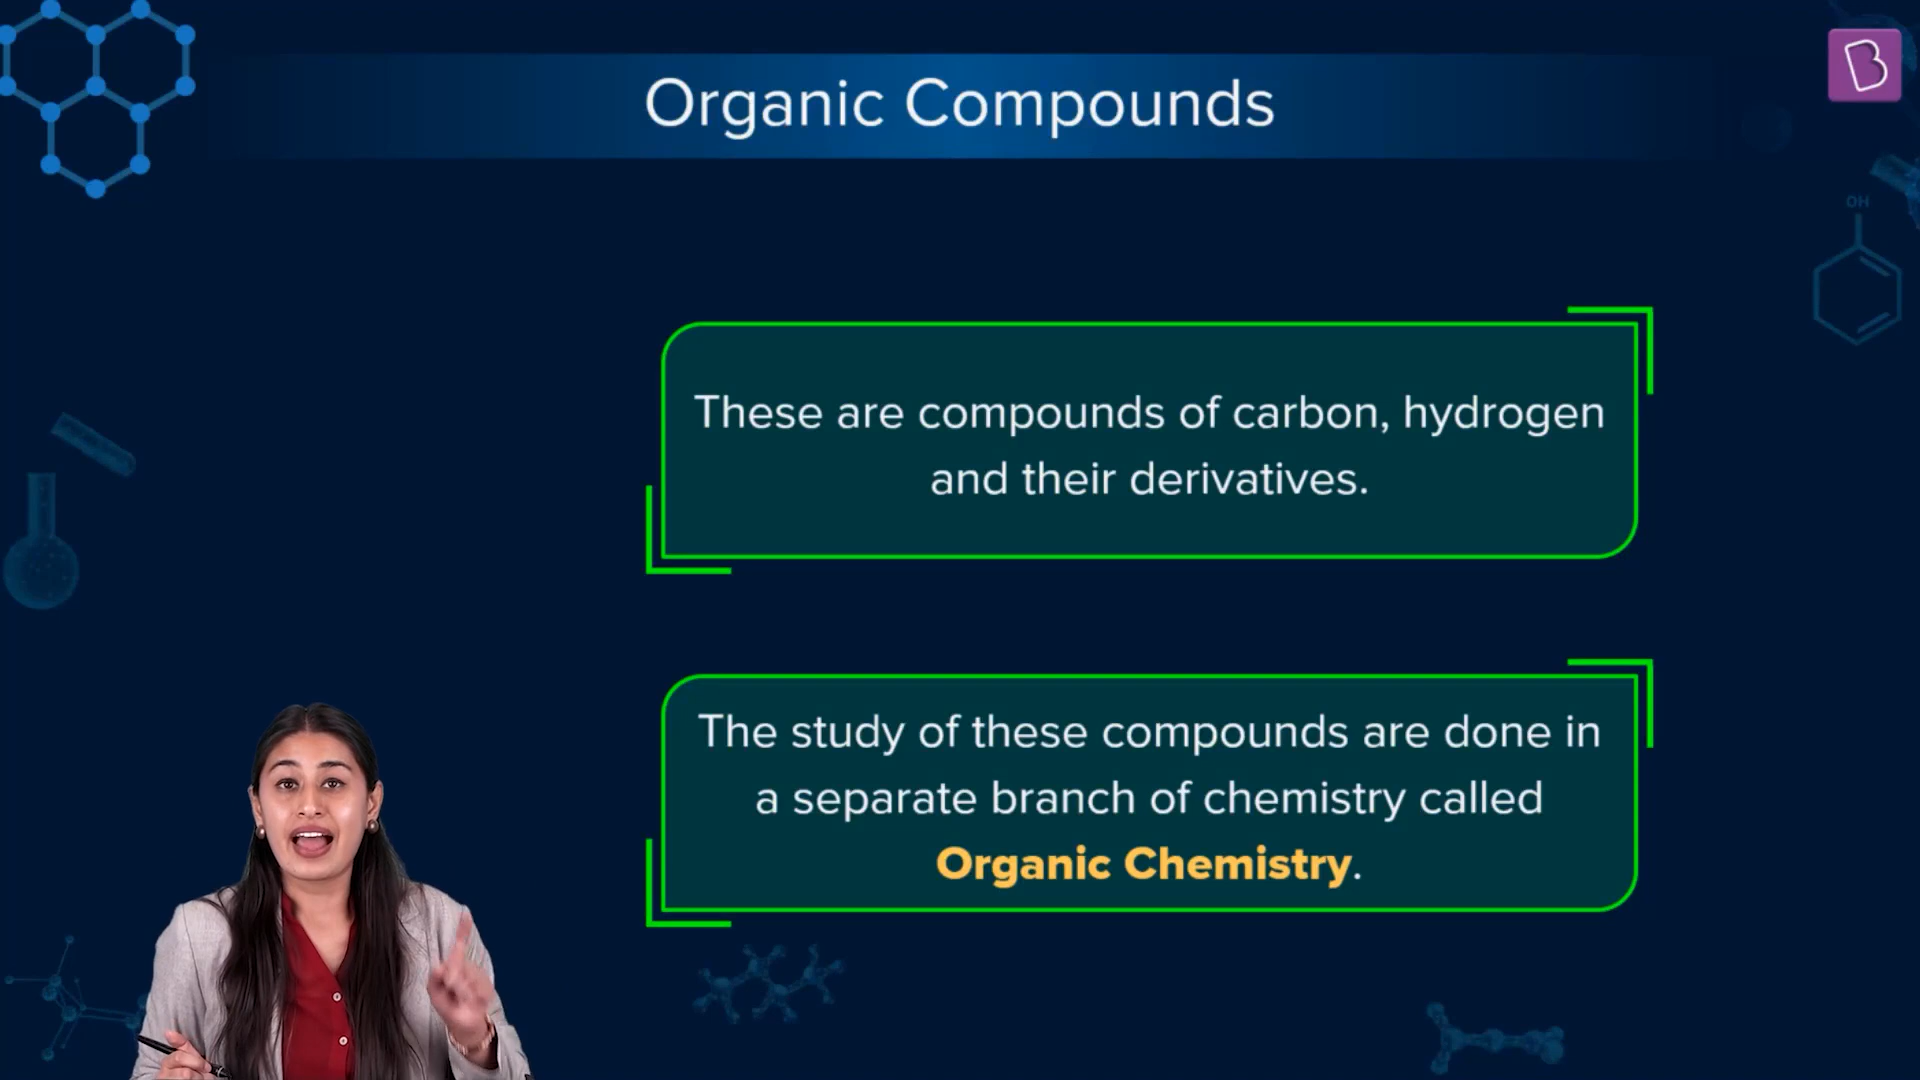 Organic Compounds
B
OH
These are compounds of carbon, hydrogen
and their derivatives.
The study of these compounds are done in
a separate branch of chemistry called
Organic Chemistry.